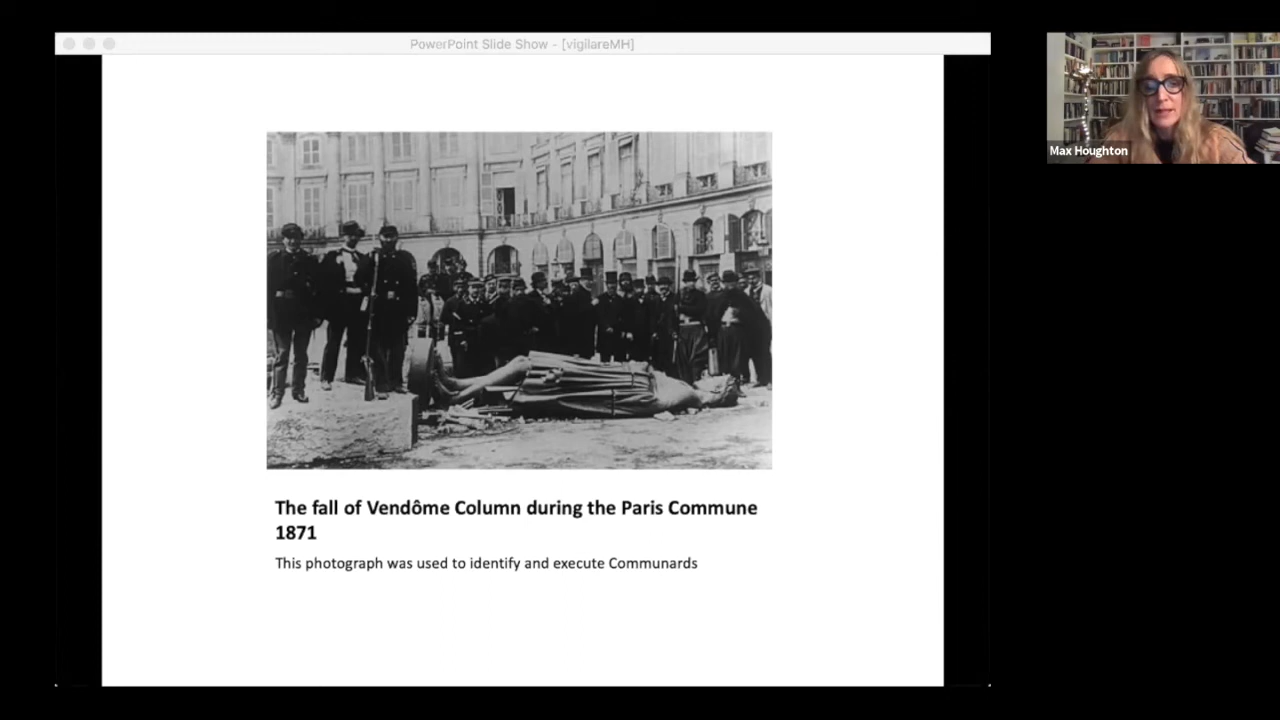 PowerPoint Slide Show - [vigilareMH]
Max Houghton
The fall of Vendôme Column during the Paris Commune
1871
This photograph was used to identify and execute Communards